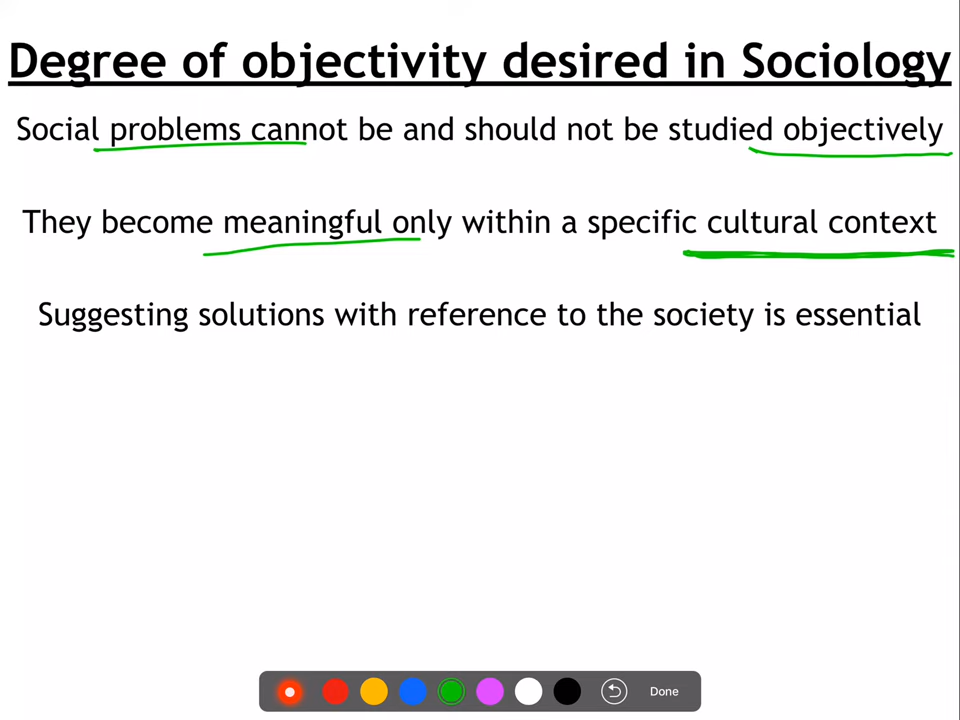 Degree of objectivity desired in Sociology
Social problems cannot be and should not be studied objectively
They become meaningful only within a specific cultural context
Suggesting solutions with reference to the society is essential
Done